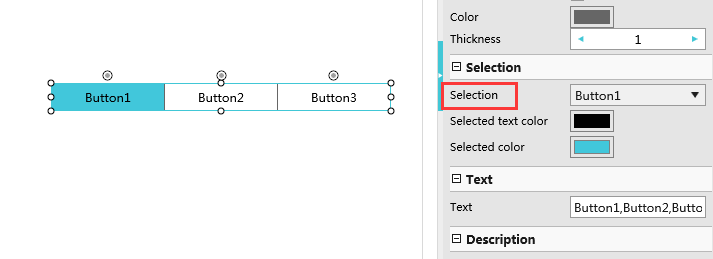 Button1 Button2 Button3
Color
Thickness 1
Selection
Selection Button1
Selected text color
Selected color
Text
Text Button1,Button2,Butto
Description